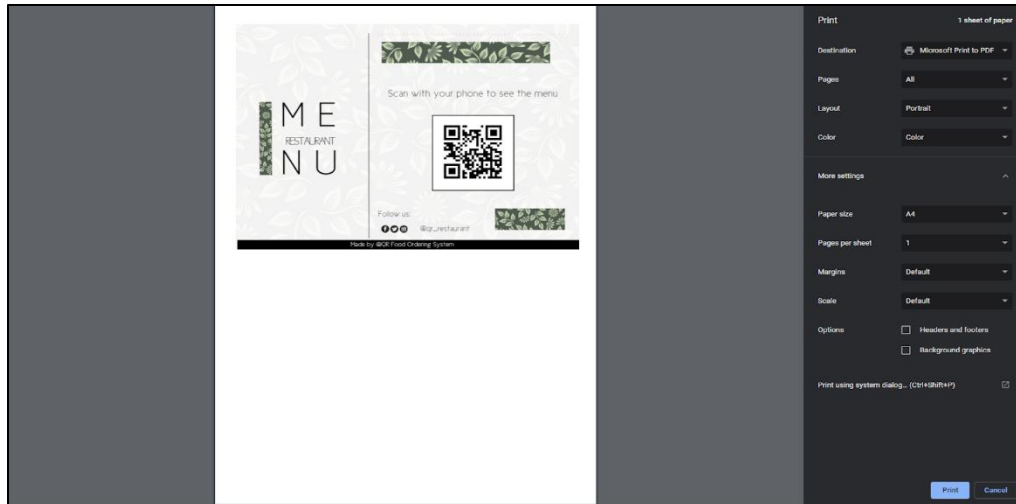 Scan with your phone to see the menu
ME
RESTAURANT
NU
Follow us:
@qr_restaurant
Made by @QR Food Ordering System
Print
1 sheet of paper
Destination
Microsoft Print to PDF
Pages
All
Layout
Portrait
Color
Color
More settings
Paper size
A4
Pages per sheet
1
Margins
Default
Scale
Default
Options
Headers and footers
Background graphics
Print using system dialog... (Ctrl+Shift+P)
Print
Cancel